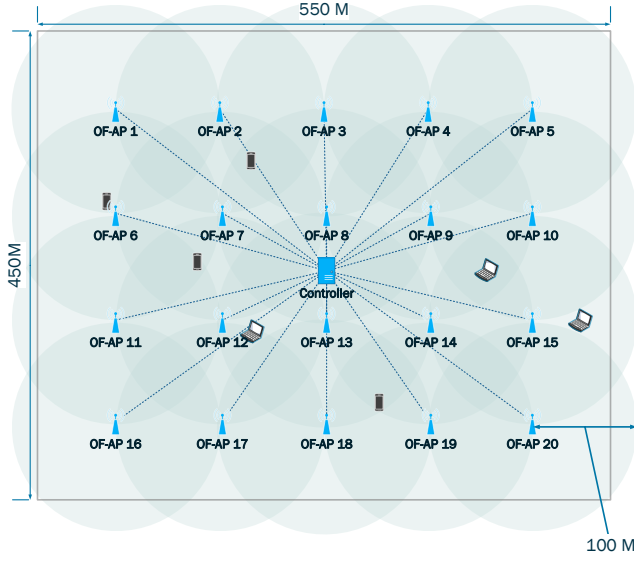 550 M
OF-AP 1
OF-AP 2
OF-AP 3
OF-AP 4
OF-AP 5
OF-AP 6
OF-AP 7
OF-AP 8
OF-AP 9
OF-AP 10
450M
Controller
OF-AP 11
OF-AP 12
OF-AP 13
OF-AP 14
OF-AP 15
OF-AP 16
OF-AP 17
OF-AP 18
OF-AP 19
OF-AP 20
100 M